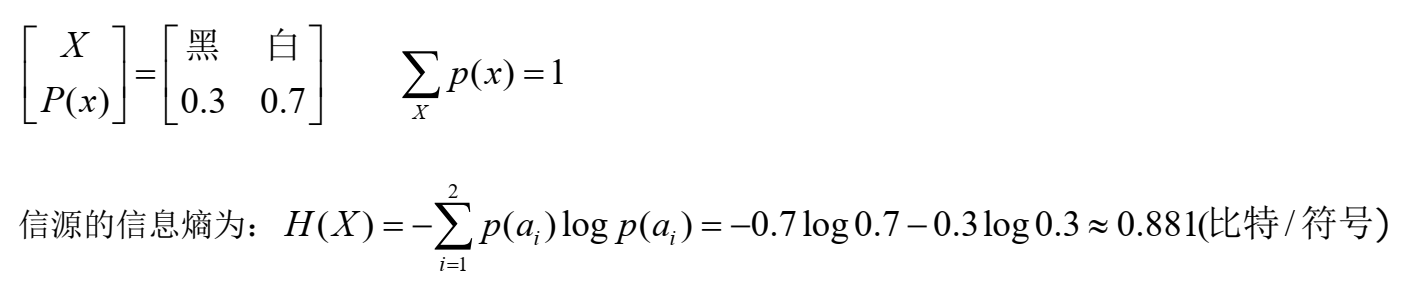 [X P(x)] = [黑 白 0.3 0.7] ∑_X p(x) = 1
信源的信息熵为：H(X) = -∑_{i=1}^{2} p(a_i) log p(a_i) = -0.7 log 0.7 - 0.3 log 0.3 ≈ 0.881(比特/符号)